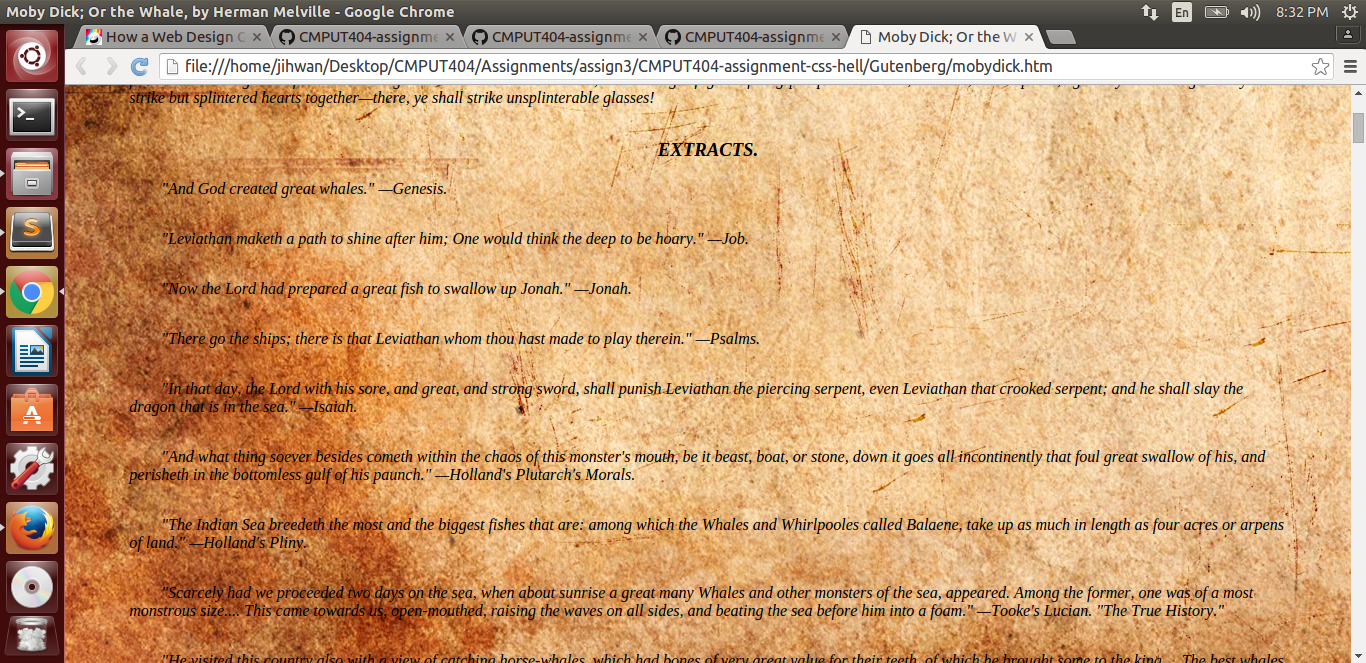 Moby Dick; Or the Whale, by Herman Melville - Google Chrome
En
8:32 PM
How a Web Design C
CMPUT404-assignme
CMPUT404-assignme
CMPUT404-assignme
Moby Dick; Or the W
file:///home/jihwan/Desktop/CMPUT404/Assignments/assign3/CMPUT404-assignment-css-hell/Gutenberg/mobydick.htm
strike but splintered hearts together—there, ye shall strike unsplinterable glasses!
EXTRACTS.
"And God created great whales." —Genesis.
"Leviathan maketh a path to shine after him; One would think the deep to be hoary." —Job.
"Now the Lord had prepared a great fish to swallow up Jonah." —Jonah.
"There go the ships; there is that Leviathan whom thou hast made to play therein." —Psalms.
"In that day, the Lord with his sore, and great, and strong sword, shall punish Leviathan the piercing serpent, even Leviathan that crooked serpent; and he shall slay the
dragon that is in the sea." —Isaiah.
"And what thing soever besides cometh within the chaos of this monster's mouth, be it beast, boat, or stone, down it goes all incontinently that foul great swallow of his, and
perisheth in the bottomless gulf of his paunch." —Holland's Plutarch's Morals.
"The Indian Sea breedeth the most and the biggest fishes that are: among which the Whales and Whirlpooles called Balaene, take up as much in length as four acres or arpens
of land." —Holland's Pliny.
"Scarcely had we proceeded two days on the sea, when about sunrise a great many Whales and other monsters of the sea, appeared. Among the former, one was of a most
monstrous size.... This came towards us, open-mouthed, raising the waves on all sides, and beating the sea before him into a foam." —Tooke's Lucian. "The True History."
"He visited this country also with a view of catching horse-whales, which had bones of very great value for their teeth, of which he brought some to the king.... The best whales